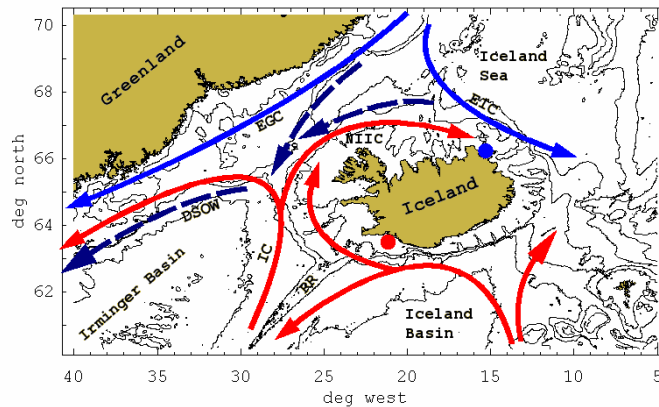 70
68
66
64
62
deg north
Greenland
Iceland
Sea
EGC
ETC
NIIC
Iceland
DSOW
IC
RR
Irminger Basin
Iceland
Basin
40 35 30 25 20 15 10 5
deg west